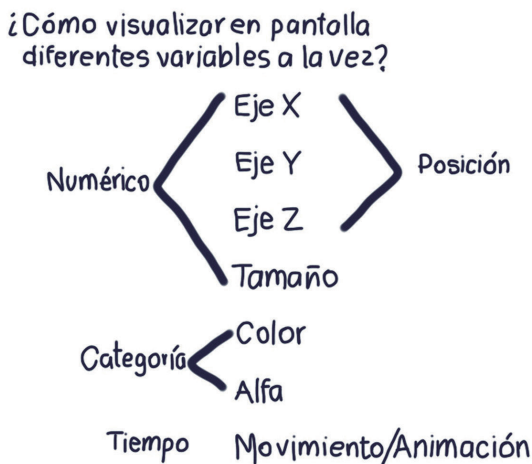 ¿Cómo visualizar en pantalla
diferentes variables a la vez?
Eje X
Eje Y
Numérico
Posición
Eje Z
Tamaño
Color
Categoría
Alfa
Tiempo Movimiento/Animación